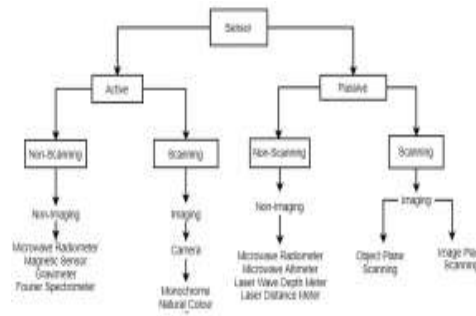 Sensor
Active
Passive
Non-Scanning
Scanning
Non-Scanning
Scanning
Non-Imaging
Imaging
Non-Imaging
Imaging
Microwave Radiometer
Magnetic Sensor
Gravimeter
Fourier Spectrometer
Camera
Monochrome
Natural Colour
Microwave Radiometer
Microwave Altimeter
Laser Wave Depth Meter
Laser Distance Meter
Object Plane
Scanning
Image
Scanning